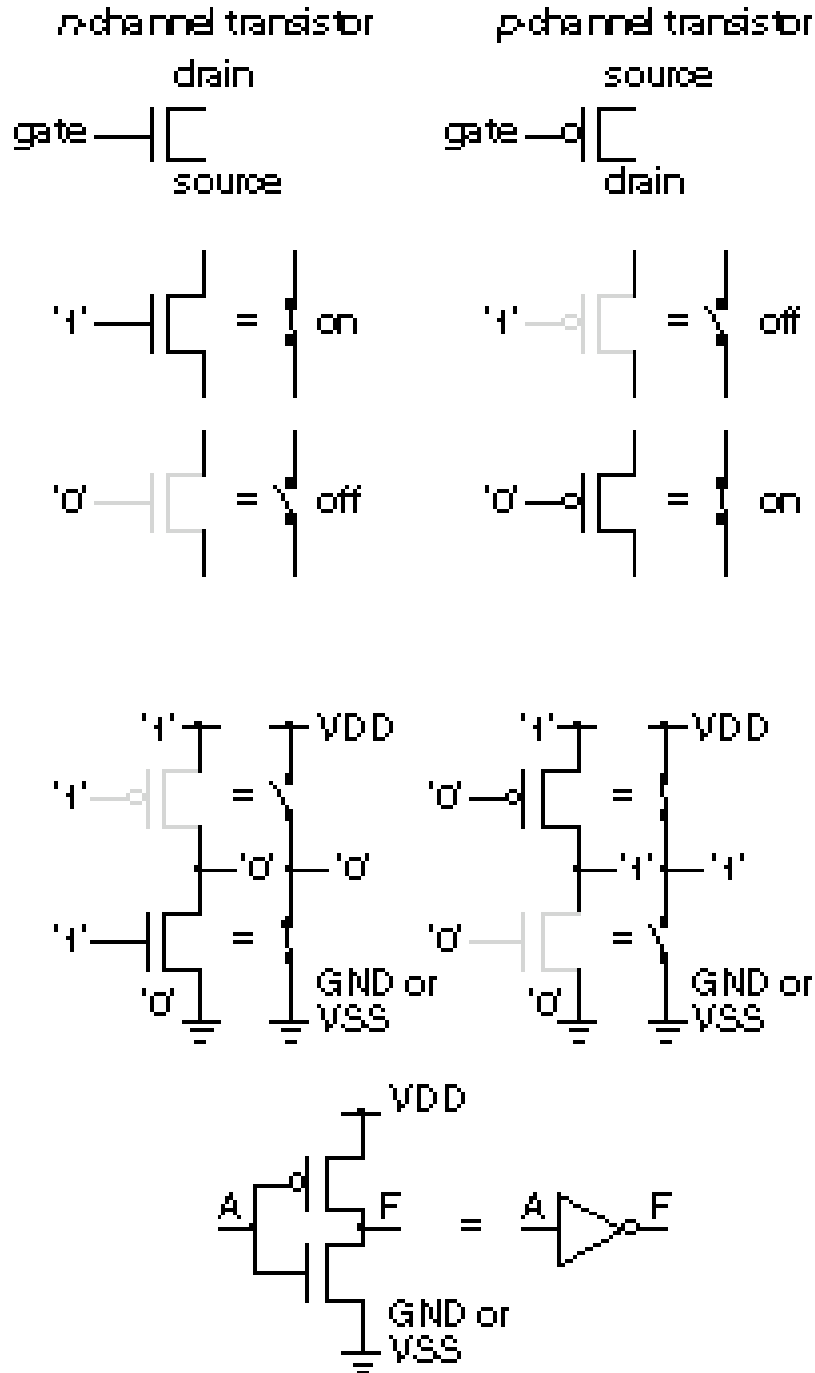 n-channel transistor p-channel transistor
drain source
gate gate
source drain
'1' = on '1' = off
'0' = off '0' = on
'1' VDD '1' VDD
'1' = '0' =
'0' '0' '1' '1'
'1' = '0' =
'0' GND or VSS '0' GND or VSS
VDD
A F = A F
GND or
VSS